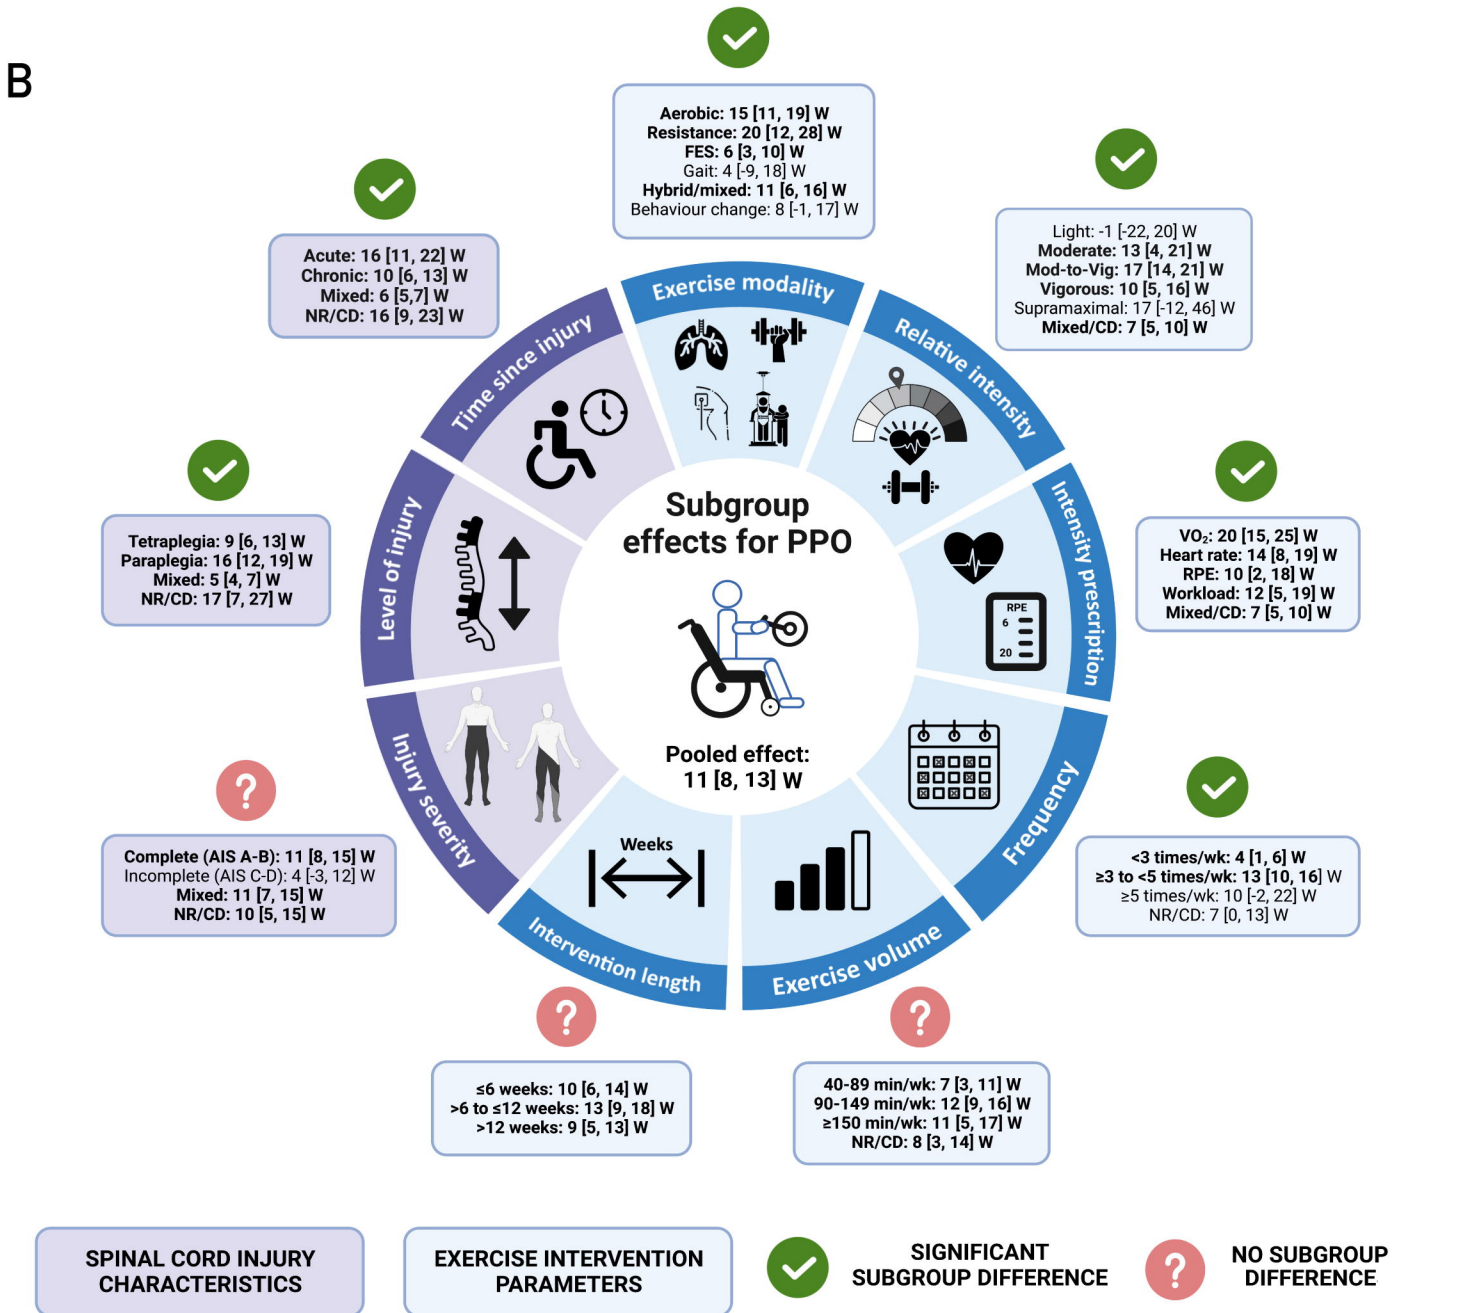 B
Aerobic: 15 [11, 19] W
Resistance: 20 [12, 28] W
FES: 6 [3, 10] W
Gait: 4 [-9, 18] W
Hybrid/mixed: 11 [6, 16] W
Behaviour change: 8 [-1, 17] W
Acute: 16 [11, 22] W
Chronic: 10 [6, 13] W
Mixed: 6 [5,7] W
NR/CD: 16 [9, 23] W
Light: -1 [-22, 20] W
Moderate: 13 [4, 21] W
Mod-to-Vig: 17 [14, 21] W
Vigorous: 10 [5, 16] W
Supramaximal: 17 [-12, 46] W
Mixed/CD: 7 [5, 10] W
Time since injury
Exercise modality
Relative intensity
Tetraplegia: 9 [6, 13] W
Paraplegia: 16 [12, 19] W
Mixed: 5 [4, 7] W
NR/CD: 17 [7, 27] W
Level of injury
Subgroup
effects for PPO
Intensity prescription
RPE
6
20
VO₂: 20 [15, 25] W
Heart rate: 14 [8, 19] W
RPE: 10 [2, 18] W
Workload: 12 [5, 19] W
Mixed/CD: 7 [5, 10] W
Pooled effect:
11 [8, 13] W
Injury severity
Frequency
Complete (AIS A-B): 11 [8, 15] W
Incomplete (AIS C-D): 4 [-3, 12] W
Mixed: 11 [7, 15] W
NR/CD: 10 [5, 15] W
<3 times/wk: 4 [1, 6] W
≥3 to <5 times/wk: 13 [10, 16] W
≥5 times/wk: 10 [-2, 22] W
NR/CD: 7 [0, 13] W
Weeks
Intervention length
Exercise volume
≤6 weeks: 10 [6, 14] W
>6 to ≤12 weeks: 13 [9, 18] W
>12 weeks: 9 [5, 13] W
40-89 min/wk: 7 [3, 11] W
90-149 min/wk: 12 [9, 16] W
≥150 min/wk: 11 [5, 17] W
NR/CD: 8 [3, 14] W
SPINAL CORD INJURY
CHARACTERISTICS
EXERCISE INTERVENTION
PARAMETERS
SIGNIFICANT
SUBGROUP DIFFERENCE
NO SUBGROUP
DIFFERENCE